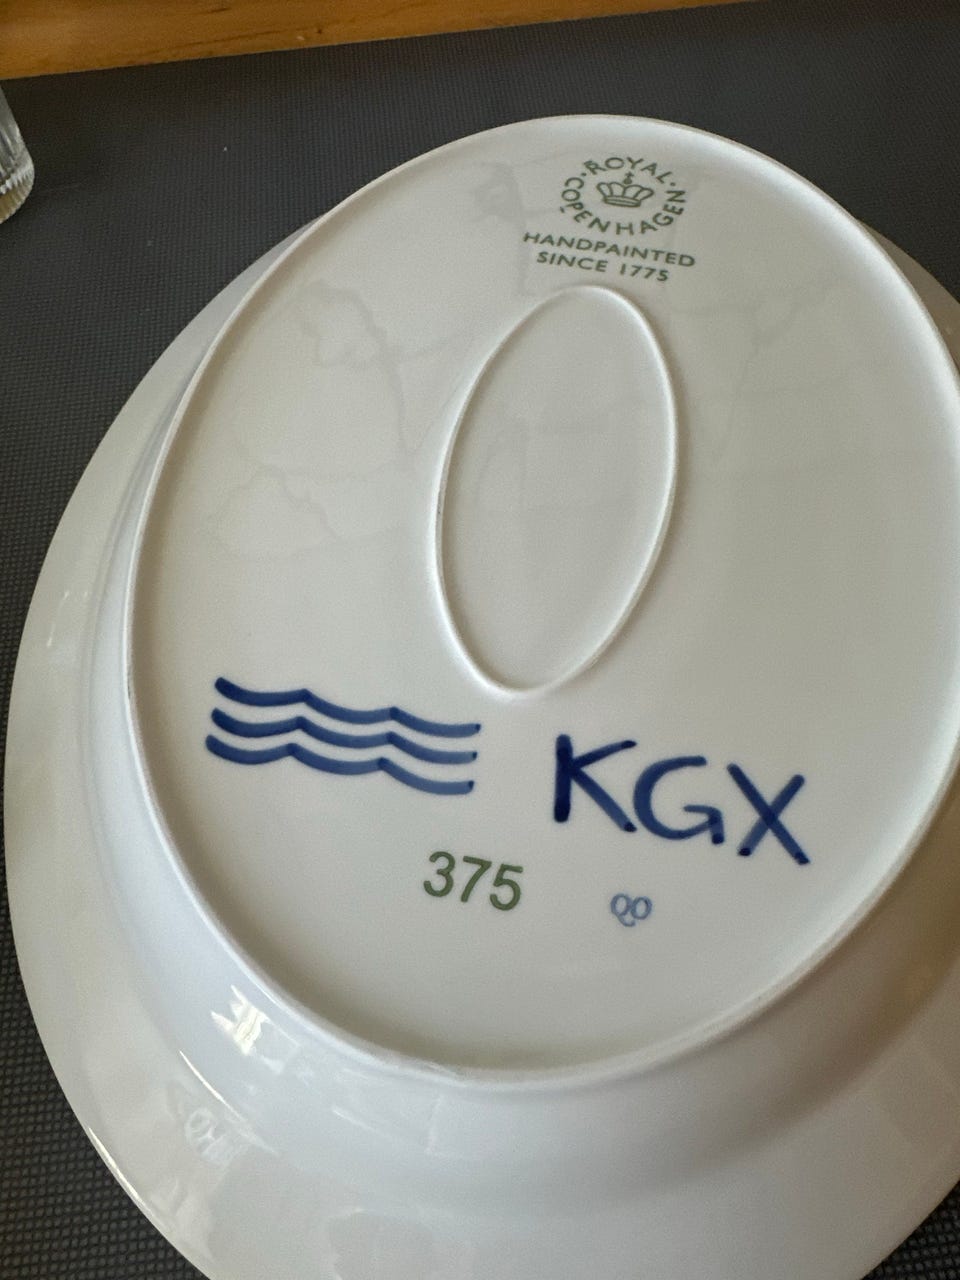 ROYAL
COPENHAGEN
HANDPAINTED
SINCE 1775
KGX
375